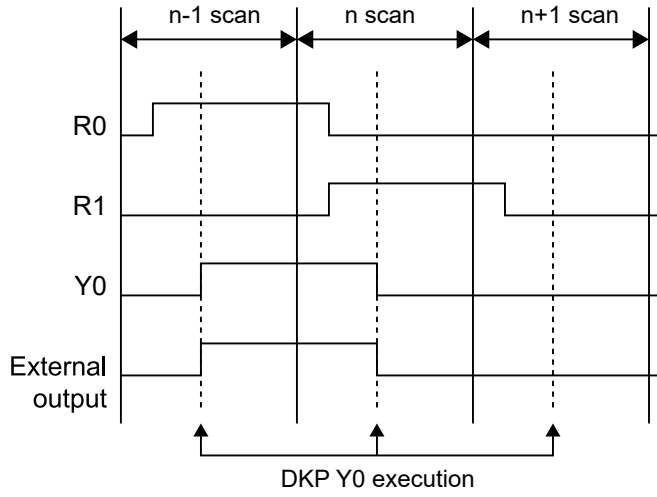 n-1 scan n scan n+1 scan
R0
R1
Y0
External
output
DKP Y0 execution